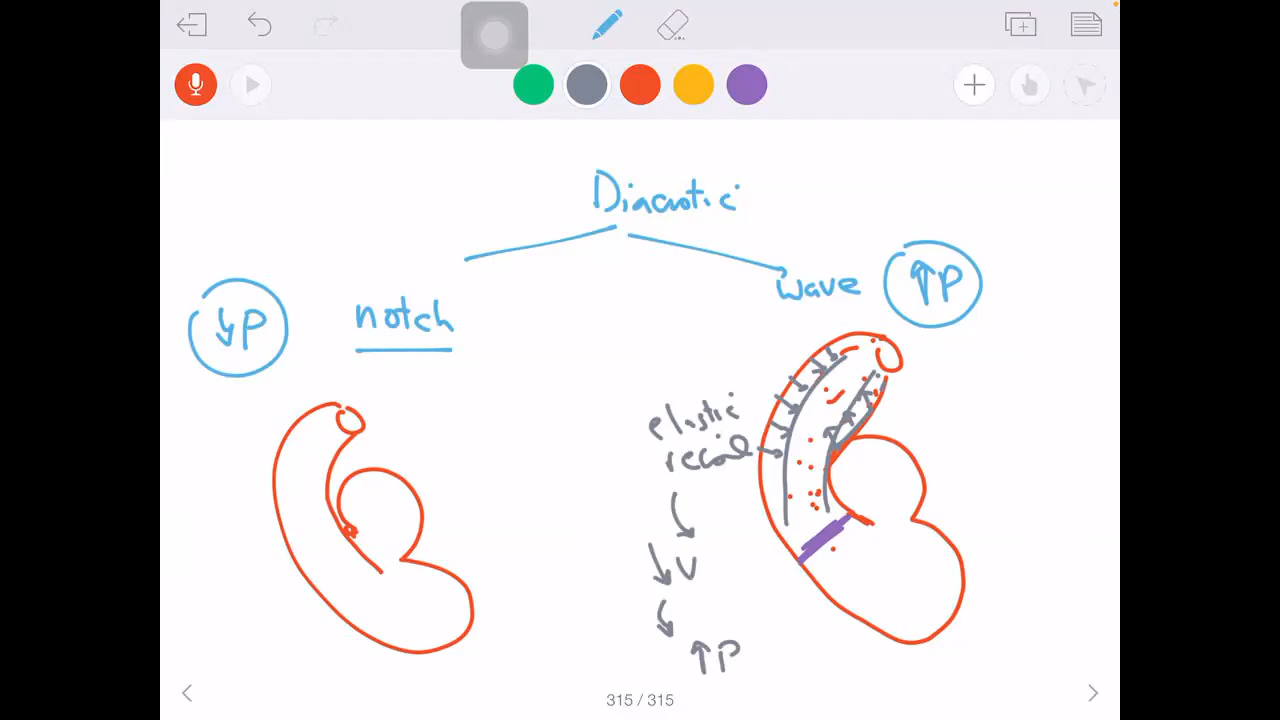 Diacrotic
wave
↑P
↓P
notch
elastic
recoil
↓V
↑P
315 / 315